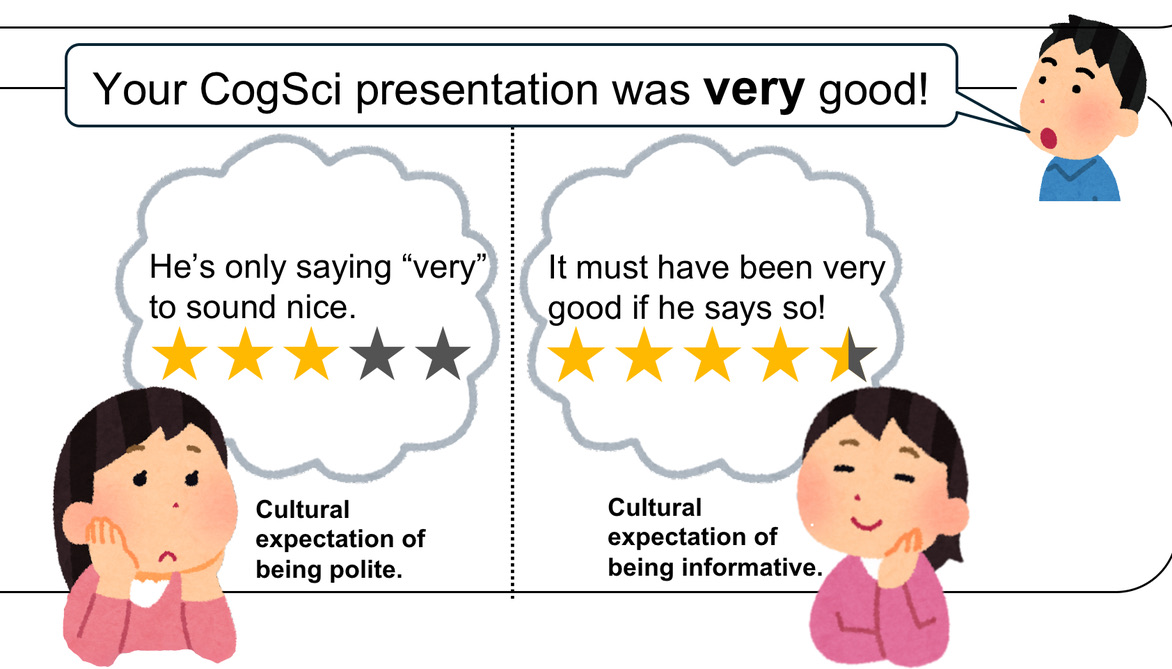 Your CogSci presentation was very good!
He’s only saying “very”
to sound nice.
Cultural
expectation of
being polite.
It must have been very
good if he says so!
Cultural
expectation of
being informative.